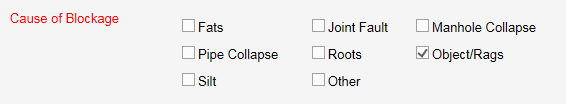 Cause of Blockage
Fats
Joint Fault
Manhole Collapse
Pipe Collapse
Roots
Object/Rags
Silt
Other